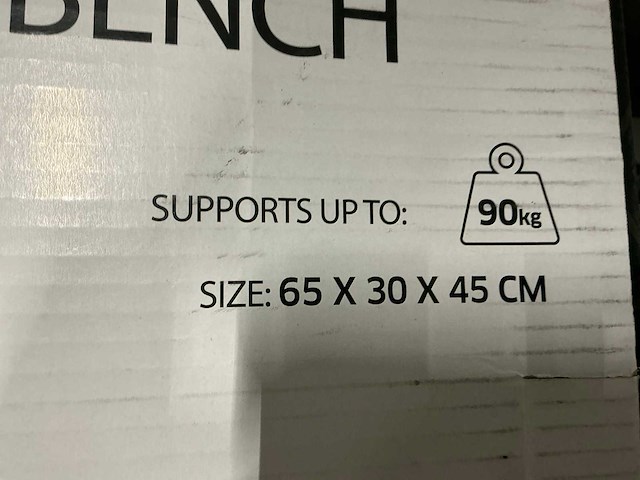 BENCH
SUPPORTS UP TO: 90kg
SIZE: 65 X 30 X 45 CM